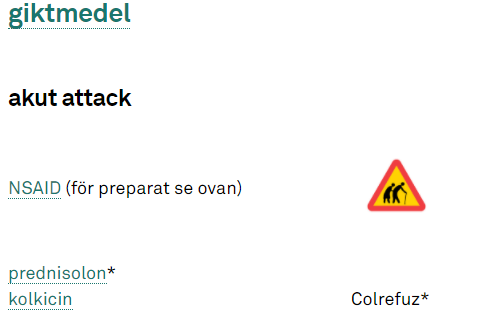 giktmedel
akut attack
NSAID (för preparat se ovan)
prednisolon*
kolkicin Colrefuz*